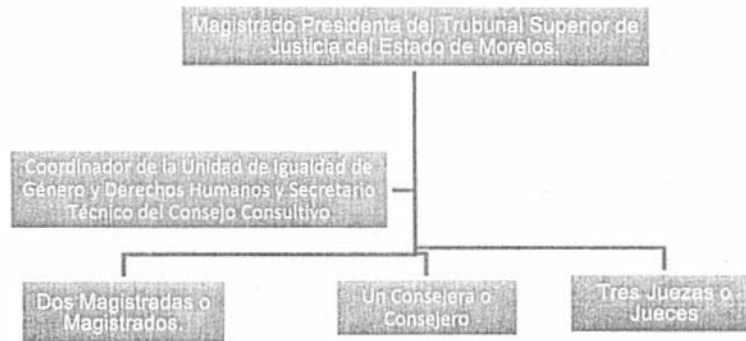 Magistrado Presidenta del Trubunal Superior de
Justicia del Estado de Morelos.
Coordinador de la Unidad de Igualdad de
Género y Derechos Humanos y Secretario
Técnico del Consejo Consultivo
Dos Magistradas o
Magistrados.
Un Consejera o
Consejero
Tres Juezas o
Jueces